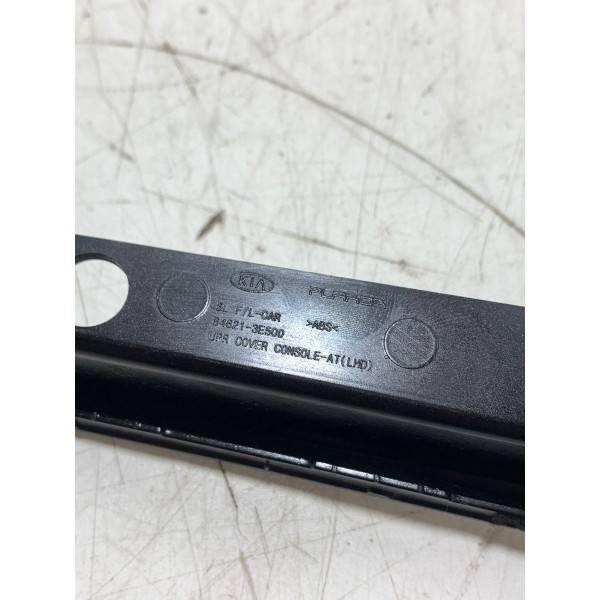 KIA
F/L-CAR >ABS<
84621-3E500
UPR COVER CONSOLE-AT(LHD)